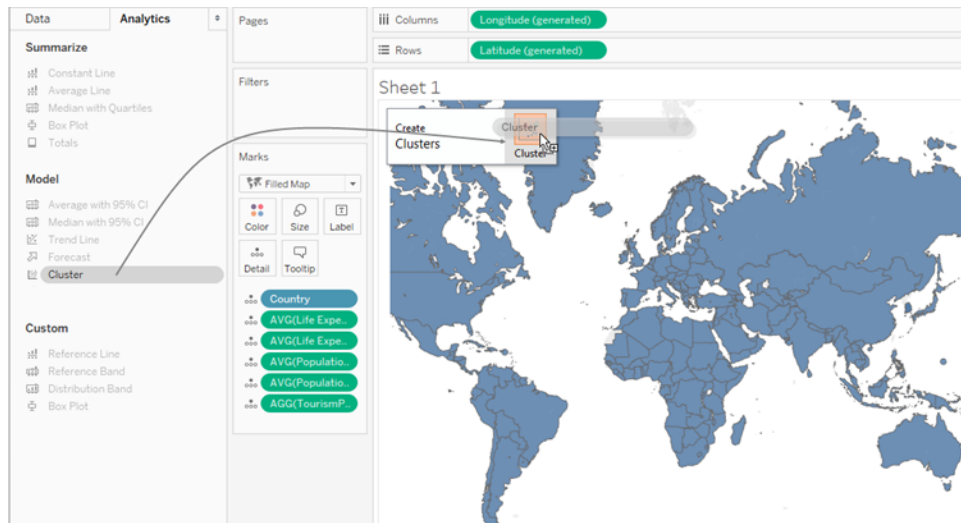 Data
Analytics
Summarize
Constant Line
Average Line
Median with Quartiles
Box Plot
Totals
Model
Average with 95% CI
Median with 95% CI
Trend Line
Forecast
Cluster
Custom
Reference Line
Reference Band
Distribution Band
Box Plot
Pages
Filters
Marks
Filled Map
Color
Size
Label
Detail
Tooltip
Country
AVG(Life Expe..
AVG(Life Expe..
AVG(Populatio..
AVG(Populatio..
AGG(TourismP..
Columns
Longitude (generated)
Rows
Latitude (generated)
Sheet 1
Create
Clusters
Cluster
Cluster